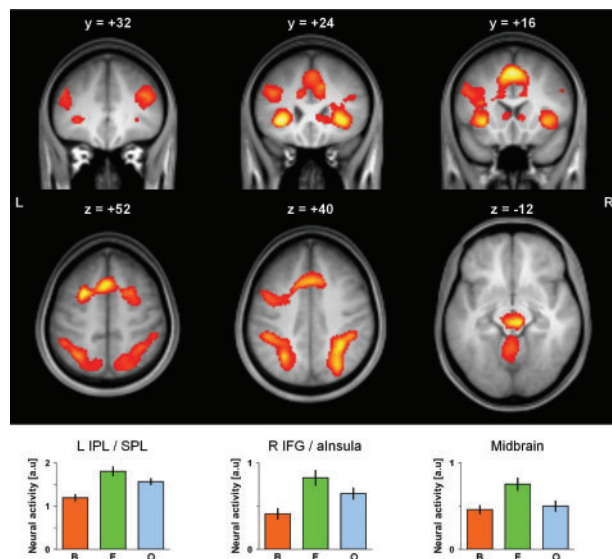 y = +32 y = +24 y = +16
L R
z = +52 z = +40 z = -12
L IPL / SPL R IFG / aInsula Midbrain
Neural activity [a.u] Neural activity [a.u] Neural activity [a.u]
2 1 1
1
0 0 0
B E O B E O B E O